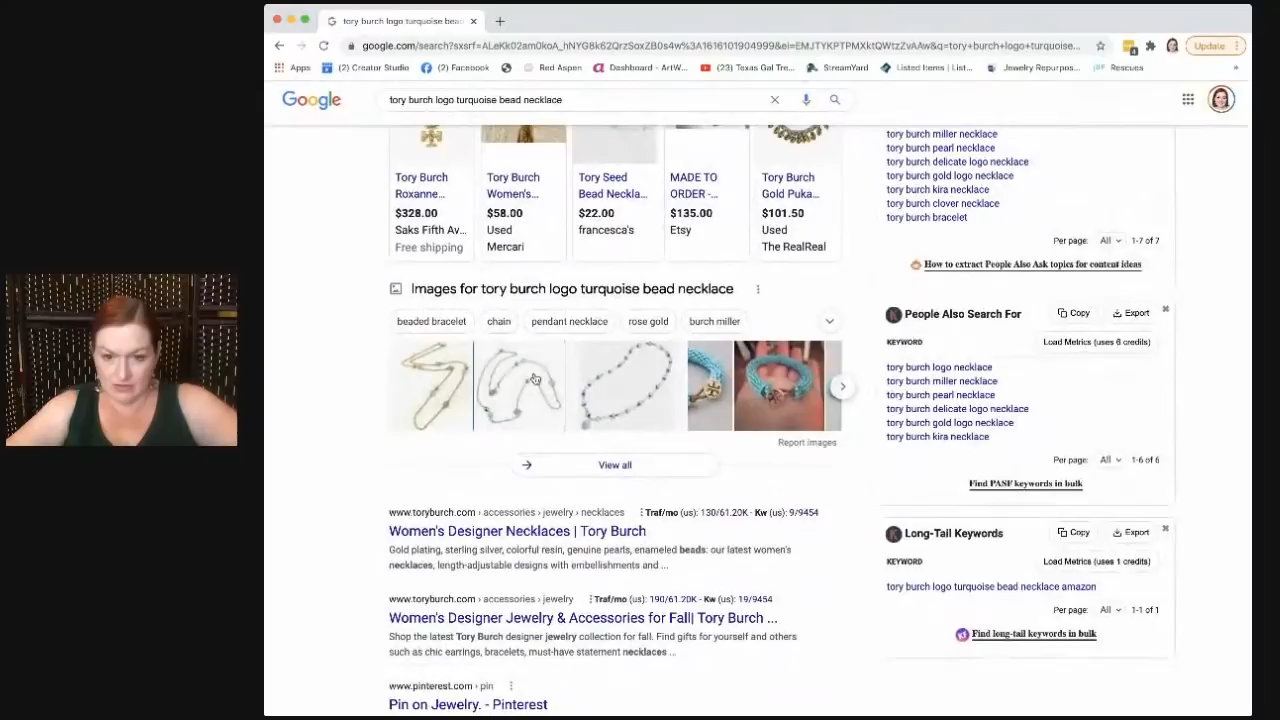 tory burch logo turquoise bea
google.com/search?sxsrf=ALeKk02am0koA_hNYG8k62QrzSoxZB0s4w%3A1616101904999&ei=EMJTYKPTPMXktQWtzZvAAw&q=tory+burch+logo+turquoise...
Update
Apps
(2) Creator Studio
(2) Facebook
Red Aspen
Dashboard - ArtW...
(23) Texas Gal Tre...
StreamYard
Listed Items | List...
Jewelry Repurpos...
Rescues
»
Google
tory burch logo turquoise bead necklace
Tory Burch
Roxanne...
$328.00
Saks Fifth Av...
Free shipping
Tory Burch
Women's...
$58.00
Used
Mercari
Tory Seed
Bead Neckla...
$22.00
francesca's
MADE TO
ORDER -...
$135.00
Etsy
Tory Burch
Gold Puka...
$101.50
Used
The RealReal
Images for tory burch logo turquoise bead necklace
beaded bracelet
chain
pendant necklace
rose gold
burch miller
Report images
View all
www.toryburch.com › accessories › jewelry › necklaces
Traf/mo (us): 130/61.20K - Kw (us): 9/9454
Women's Designer Necklaces | Tory Burch
Gold plating, sterling silver, colorful resin, genuine pearls, enameled beads: our latest women's
necklaces, length-adjustable designs with embellishments and ...
www.toryburch.com › accessories › jewelry
Traf/mo (us): 190/61.20K - Kw (us): 19/9454
Women's Designer Jewelry & Accessories for Fall| Tory Burch ...
Shop the latest Tory Burch designer jewelry collection for fall. Find gifts for yourself and others
such as chic earrings, bracelets, must-have statement necklaces ...
www.pinterest.com › pin
Pin on Jewelry. - Pinterest
tory burch miller necklace
tory burch pearl necklace
tory burch delicate logo necklace
tory burch gold logo necklace
tory burch kira necklace
tory burch clover necklace
tory burch bracelet
Per page: All 1-7 of 7
How to extract People Also Ask topics for content ideas
People Also Search For
Copy
Export
KEYWORD
Load Metrics (uses 6 credits)
tory burch logo necklace
tory burch miller necklace
tory burch pearl necklace
tory burch delicate logo necklace
tory burch gold logo necklace
tory burch kira necklace
Per page: All 1-6 of 6
Find PASF keywords in bulk
Long-Tail Keywords
Copy
Export
KEYWORD
Load Metrics (uses 1 credits)
tory burch logo turquoise bead necklace amazon
Per page: All 1-1 of 1
Find long-tail keywords in bulk